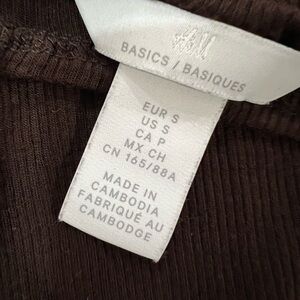 H&M
BASICS / BASIQUES
EUR S
US S
CA P
MX CH
CN 165/88A
MADE IN
CAMBODIA
FABRIQUÉ AU
CAMBODGE